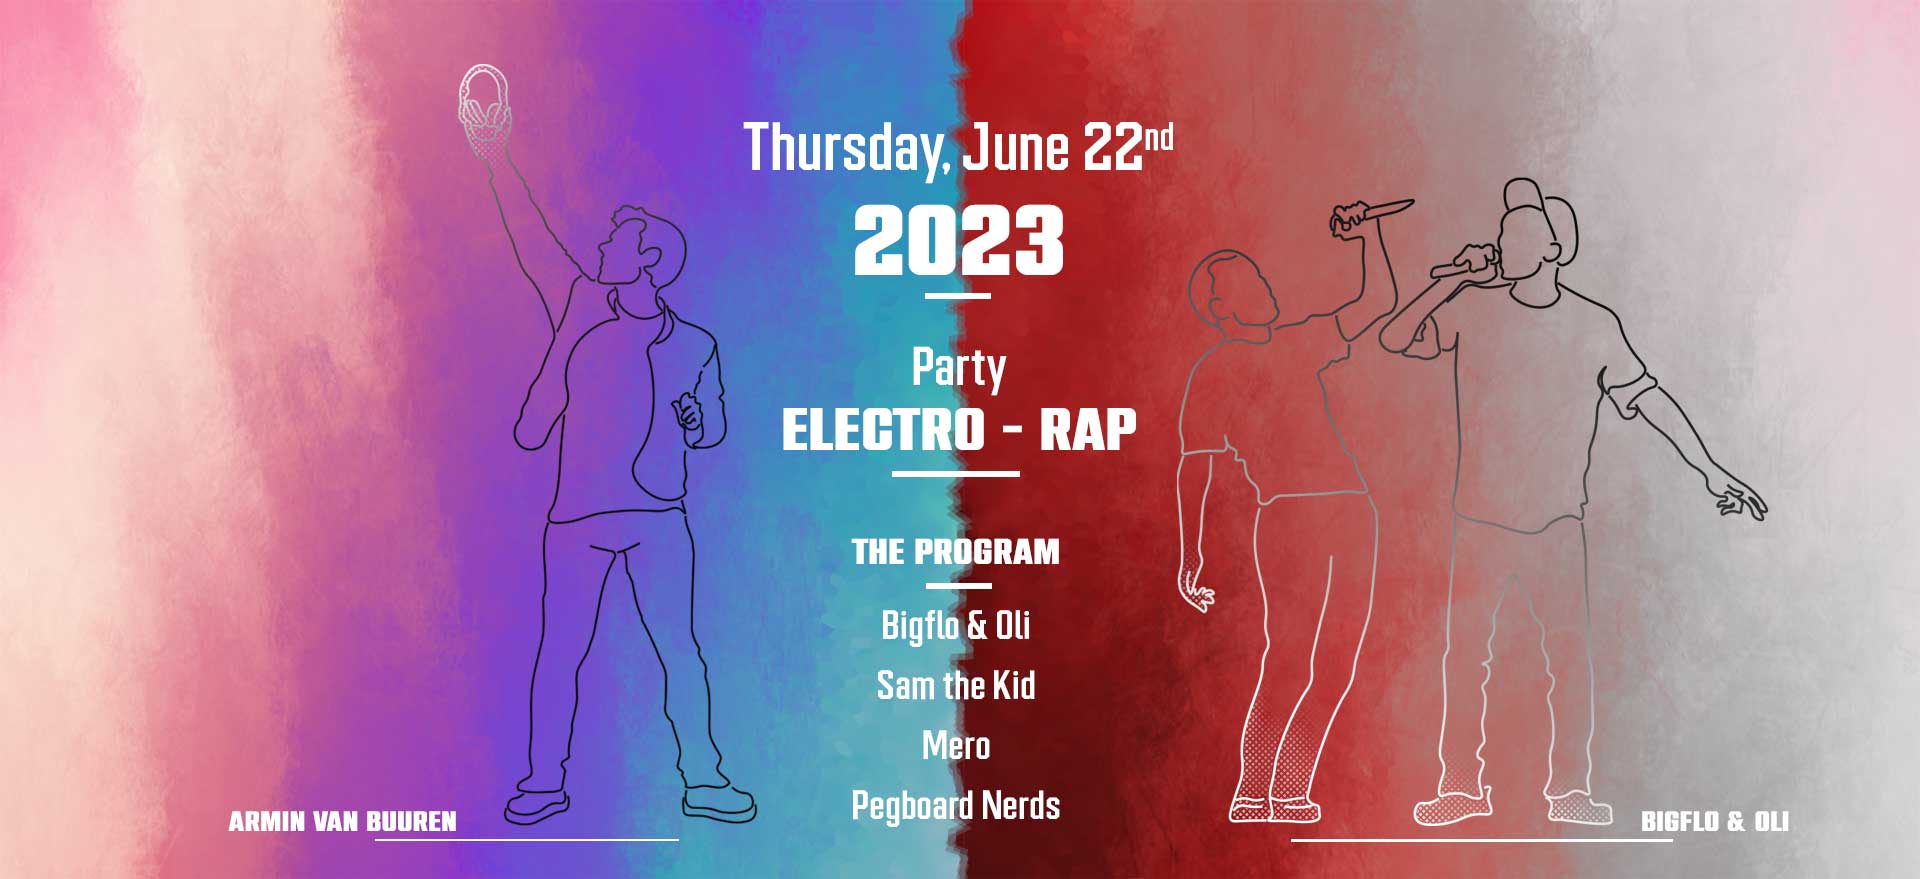 Thursday, June 22nd
2023
Party
ELECTRO - RAP
THE PROGRAM
Bigflo & Oli
Sam the Kid
Mero
Pegboard Nerds
ARMIN VAN BUUREN
BIGFLO & OLI